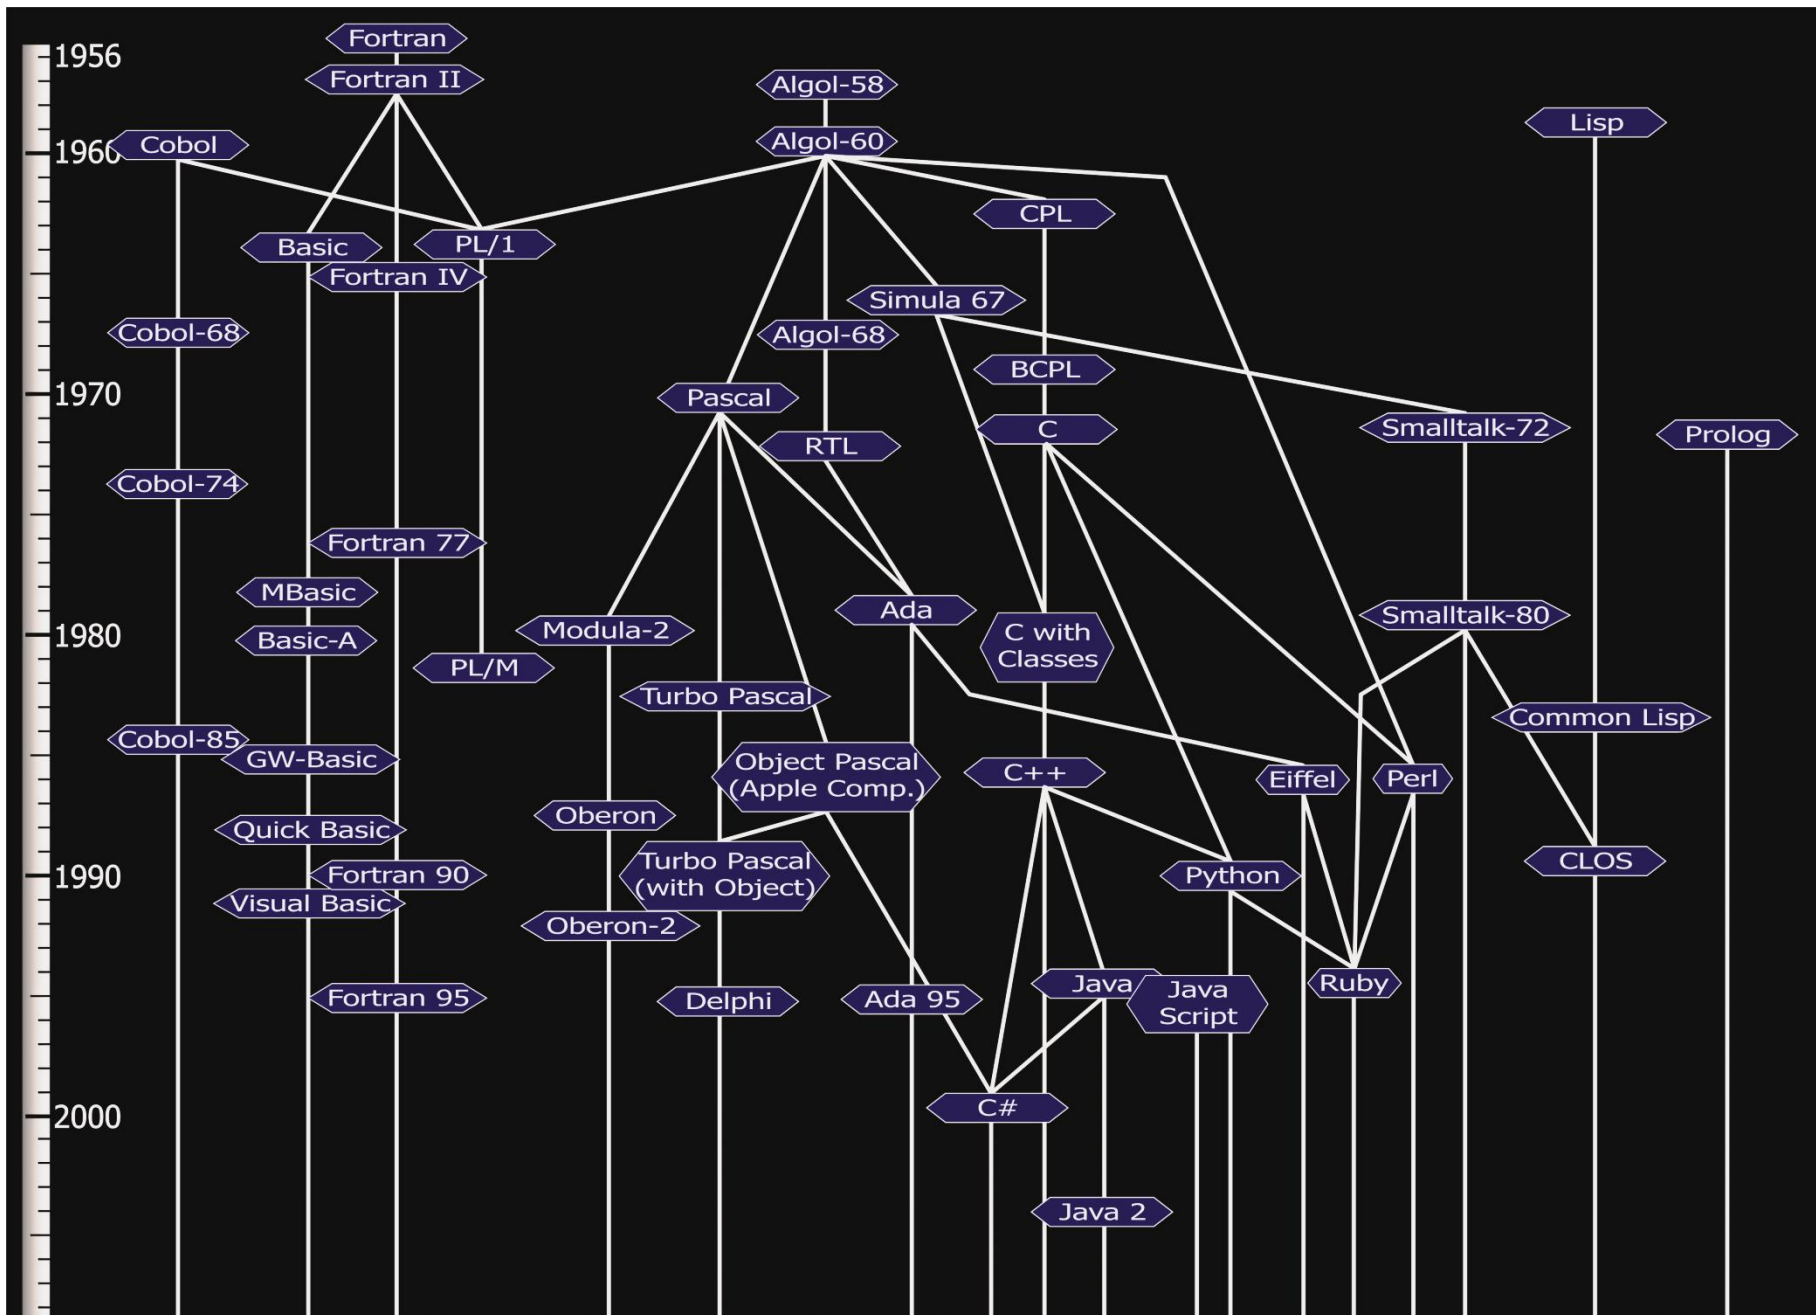 Fortran
1956
Fortran II
Algol-58
Lisp
Cobol
Algol-60
1960
CPL
Basic
PL/1
Fortran IV
Simula 67
Cobol-68
Algol-68
BCPL
1970
Pascal
Smalltalk-72
C
Prolog
RTL
Cobol-74
Fortran 77
MBasic
Ada
Smalltalk-80
1980
Modula-2
C with
Classes
Basic-A
PL/M
Turbo Pascal
Common Lisp
Cobol-85
GW-Basic
Object Pascal
(Apple Comp.)
C++
Eiffel
Perl
Oberon
Quick Basic
Turbo Pascal
(with Object)
CLOS
Fortran 90
1990
Python
Visual Basic
Oberon-2
Java
Java
Script
Ruby
Fortran 95
Delphi
Ada 95
C#
2000
Java 2